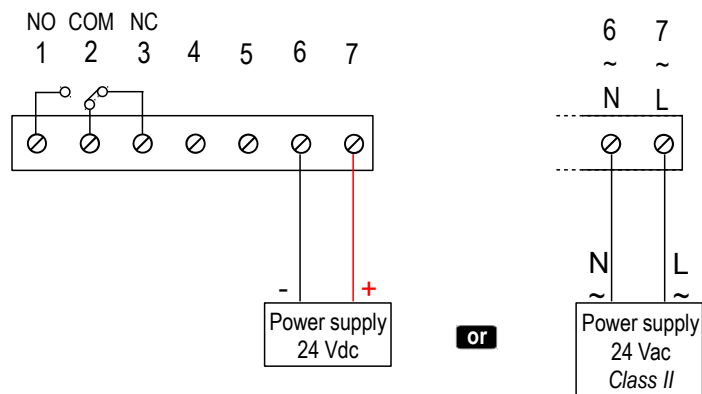 NO COM NC
1 2 3 4 5 6 7
- +
Power supply
24 Vdc
or
6 7
~ ~
N L
N L
~ ~
Power supply
24 Vac
Class II